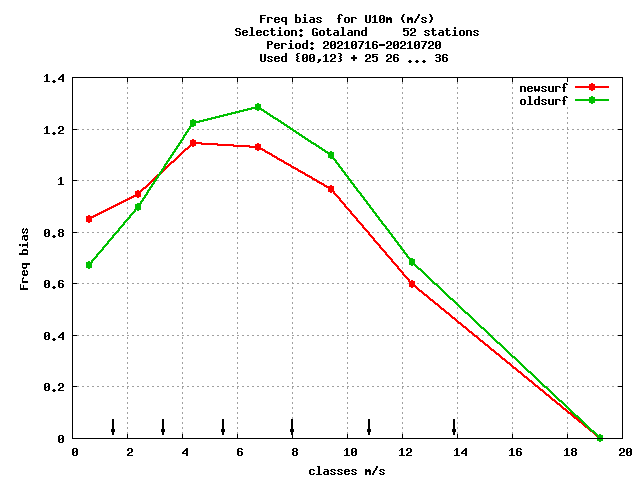 Freq bias  for U10m (m/s)
Selection: Gotaland     52 stations
Period: 20210716-20210720
Used {00,12} + 25 26 ... 36
newsurf
oldsurf
1.4
1.2
1
0.8
0.6
0.4
0.2
0
Freq bias
0 2 4 6 8 10 12 14 16 18 20
classes m/s